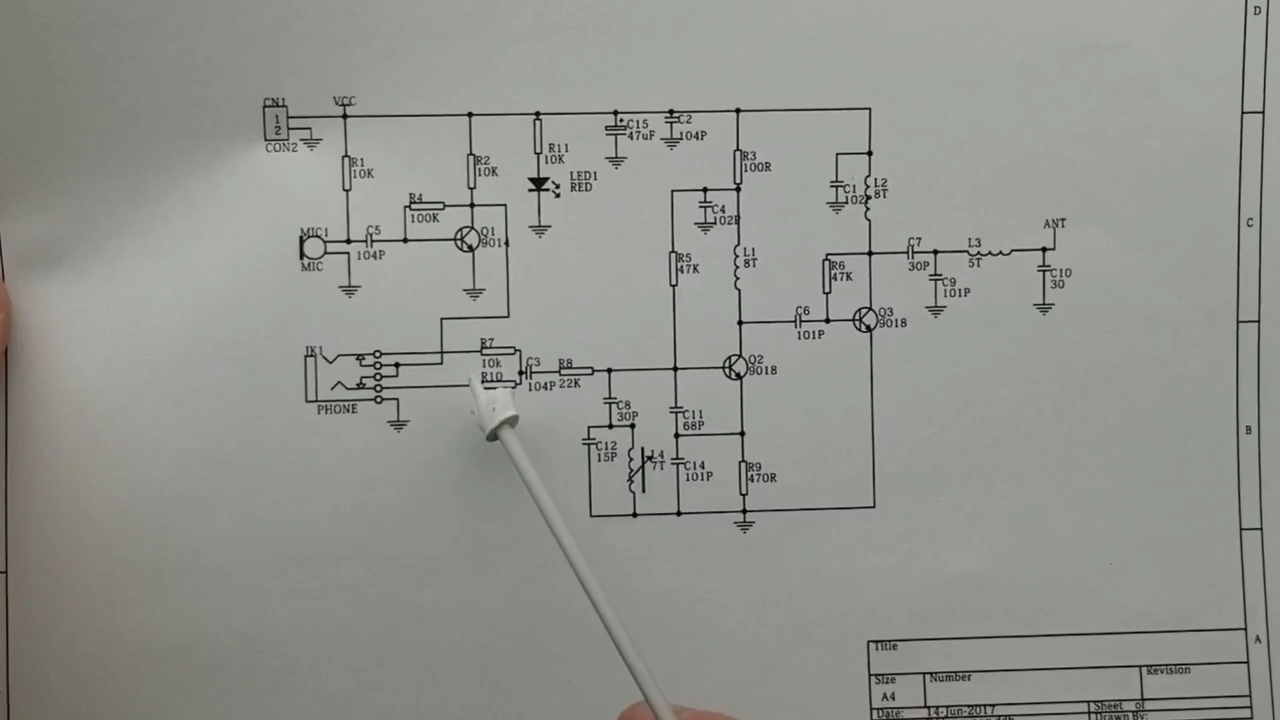 D
CN1
VCC
1
2
CON2
C15
47uF
C2
104P
R1
10K
R2
10K
R11
10K
R3
100R
LED1
RED
C1
L2
8T
R4
100K
C4
MIC1
C5
104P
MIC
Q1
C
ANT
C7
30P
L3
5T
L1
8T
R5
47K
R6
47K
C9
101P
C10
30
C6
101P
Q3
9018
JK1
R7
10k
R10
C3
104P
R8
22K
Q2
9018
PHONE
C8
30P
C11
68P
B
C12
15P
L4
7T
C14
101P
R9
470R
A
Title
Size
A4
Number
Revision
Date:
14-Jun-2017
Sheet of
Drawn By: